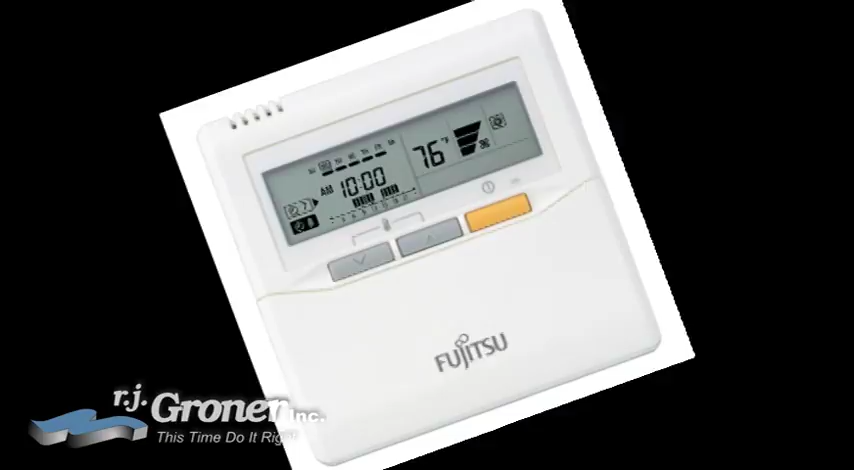 76°F
AM 10:00
FUJITSU
r.j. Groner Inc.
This Time Do It Right